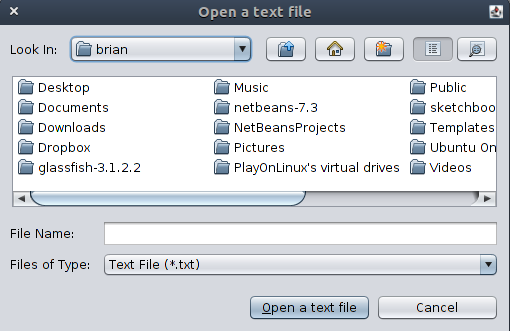 Open a text file
Look In: brian
Desktop Music Public
Documents netbeans-7.3 sketchboo
Downloads NetBeansProjects Templates
Dropbox Pictures Ubuntu On
glassfish-3.1.2.2 PlayOnLinux's virtual drives Videos
File Name:
Files of Type: Text File (*.txt)
Open a text file Cancel